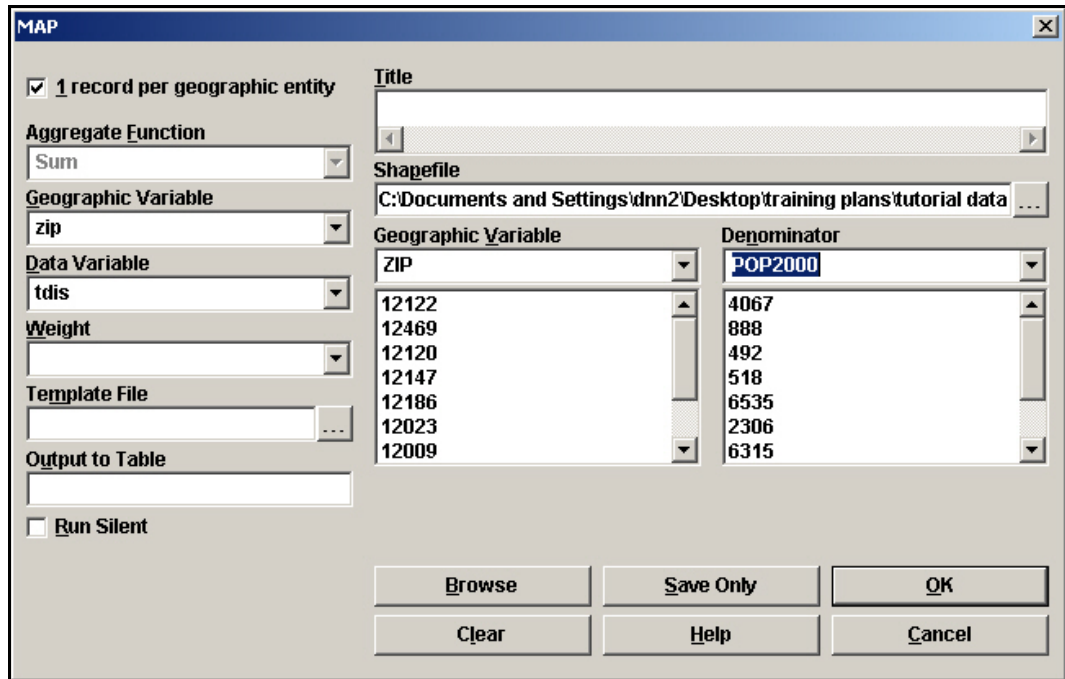 MAP
1 record per geographic entity
Aggregate Function
Sum
Geographic Variable
zip
Data Variable
tdis
Weight
Template File
...
Output to Table
Run Silent
Title
Shapefile
C:\Documents and Settings\dnn2\Desktop\training plans\tutorial data
...
Geographic Variable
ZIP
12122
12469
12120
12147
12186
12023
12009
Denominator
POP2000
4067
888
492
518
6535
2306
6315
Browse
Save Only
OK
Clear
Help
Cancel